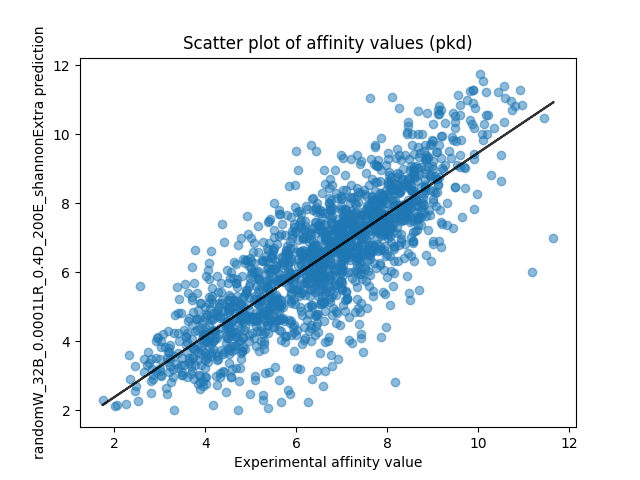 Scatter plot of affinity values (pkd)
randomW_32B_0.0001LR_0.4D_200E_shannonExtra prediction
12
10
8
6
4
2
2 4 6 8 10 12
Experimental affinity value